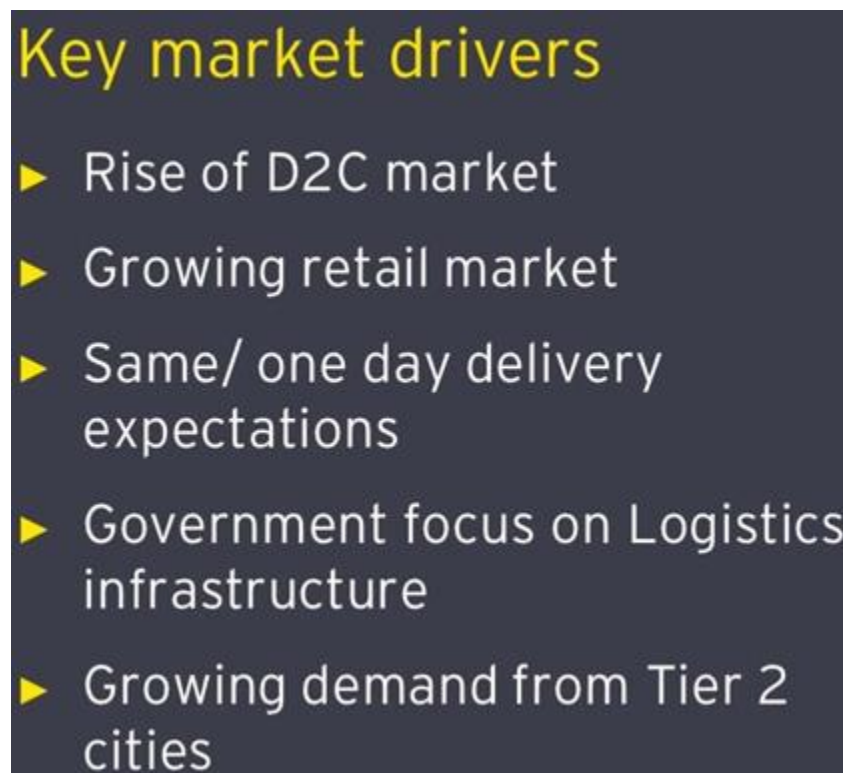 Key market drivers
► Rise of D2C market
► Growing retail market
► Same/ one day delivery
expectations
► Government focus on Logistics
infrastructure
► Growing demand from Tier 2
cities